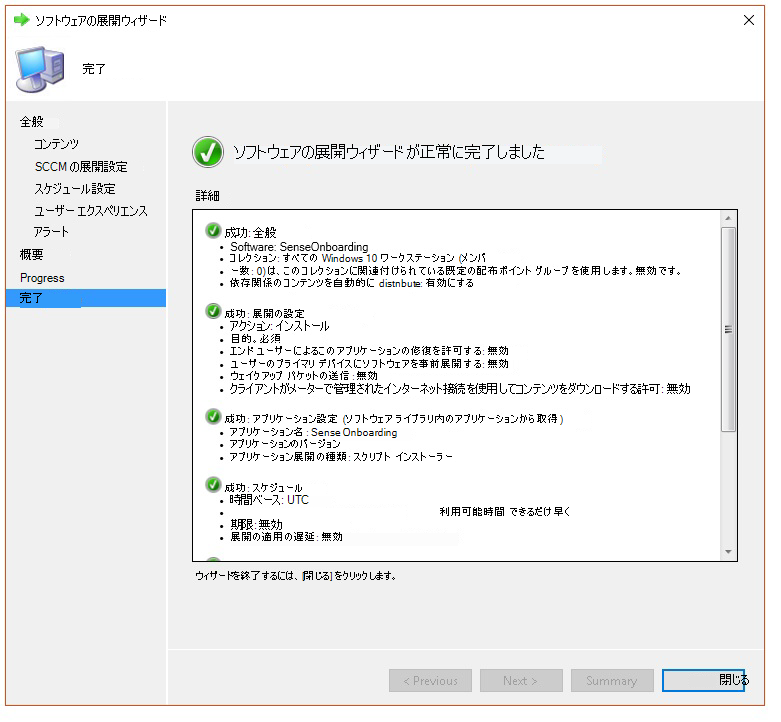 ソフトウェアの展開ウィザード
完了
全般
コンテンツ
SCCM の展開設定
スケジュール設定
ユーザー エクスペリエンス
アラート
概要
Progress
完了
ソフトウェアの展開ウィザード が正常に完了しました
詳細
成功: 全般
• Software: SenseOnboarding
• コレクション: すべての Windows 10 ワークステーション (メンバ
• ー数: 0)は、このコレクションに関連付けられている既定の配布ポイント グループを使用します。無効です。
• 依存関係のコンテンツを自動的に distnbute: 有効にする
成功: 展開の設定
• アクション: インストール
• 目的。必須
• エンド ユーザーによるこのアプリケーションの修復を許可する: 無効
• ユーザーのプライマリ デバイスにソフトウェアを事前展開する: 無効
• ウェイクアップ パケットの送信: 無効
• クライアントがメーターで管理されたインターネット接続を使用してコンテンツをダウンロードする許可: 無効
成功: アプリケーション設定 (ソフトウェア ライブラリ内のアプリケーションから取得)
• アプリケーション名: Sense Onboarding
• アプリケーションのバージョン
• アプリケーション展開の種類: スクリプト インストーラー
成功: スケジュール
• 時間ベース: UTC
• 利用可能時間 できるだけ早く
• 期限: 無効
• 展開の適用の遅延: 無効
ウィザードを終了するには、[閉じる] をクリックします。
< Previous
Next >
Summary
閉じる